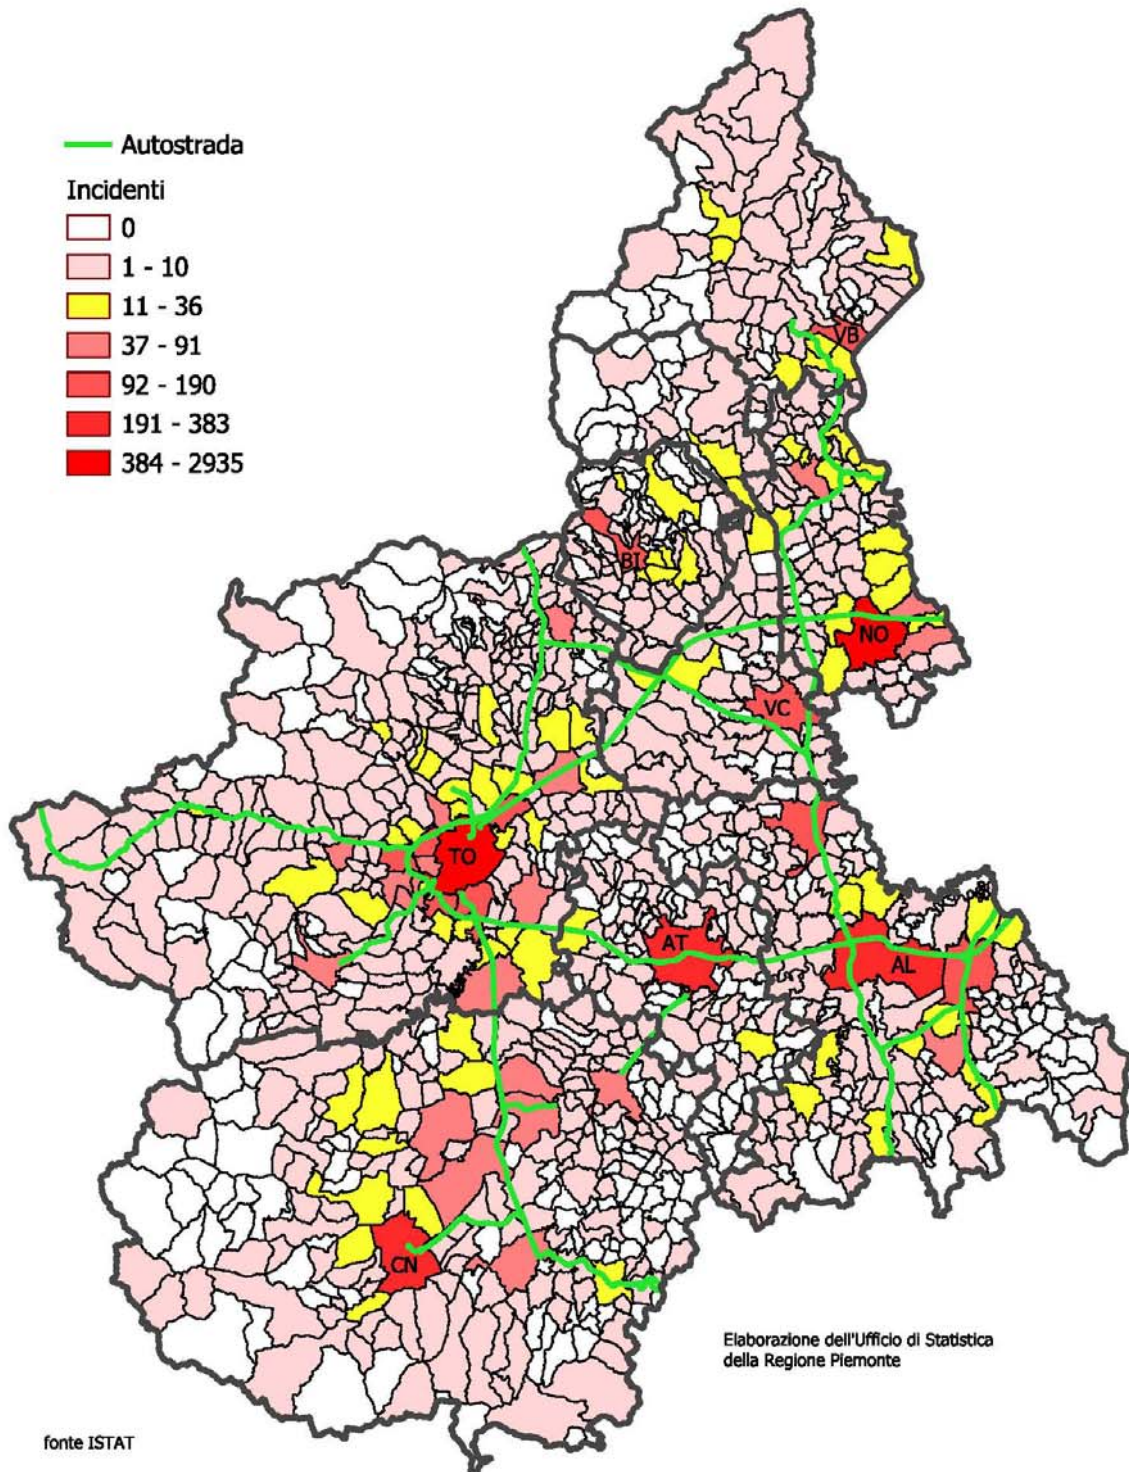 Autostrada
Incidenti
0
1 - 10
11 - 36
37 - 91
92 - 190
191 - 383
384 - 2935
VB
BI
NO
VC
TO
AT
AL
CN
Elaborazione dell'Ufficio di Statistica
della Regione Piemonte
fonte ISTAT